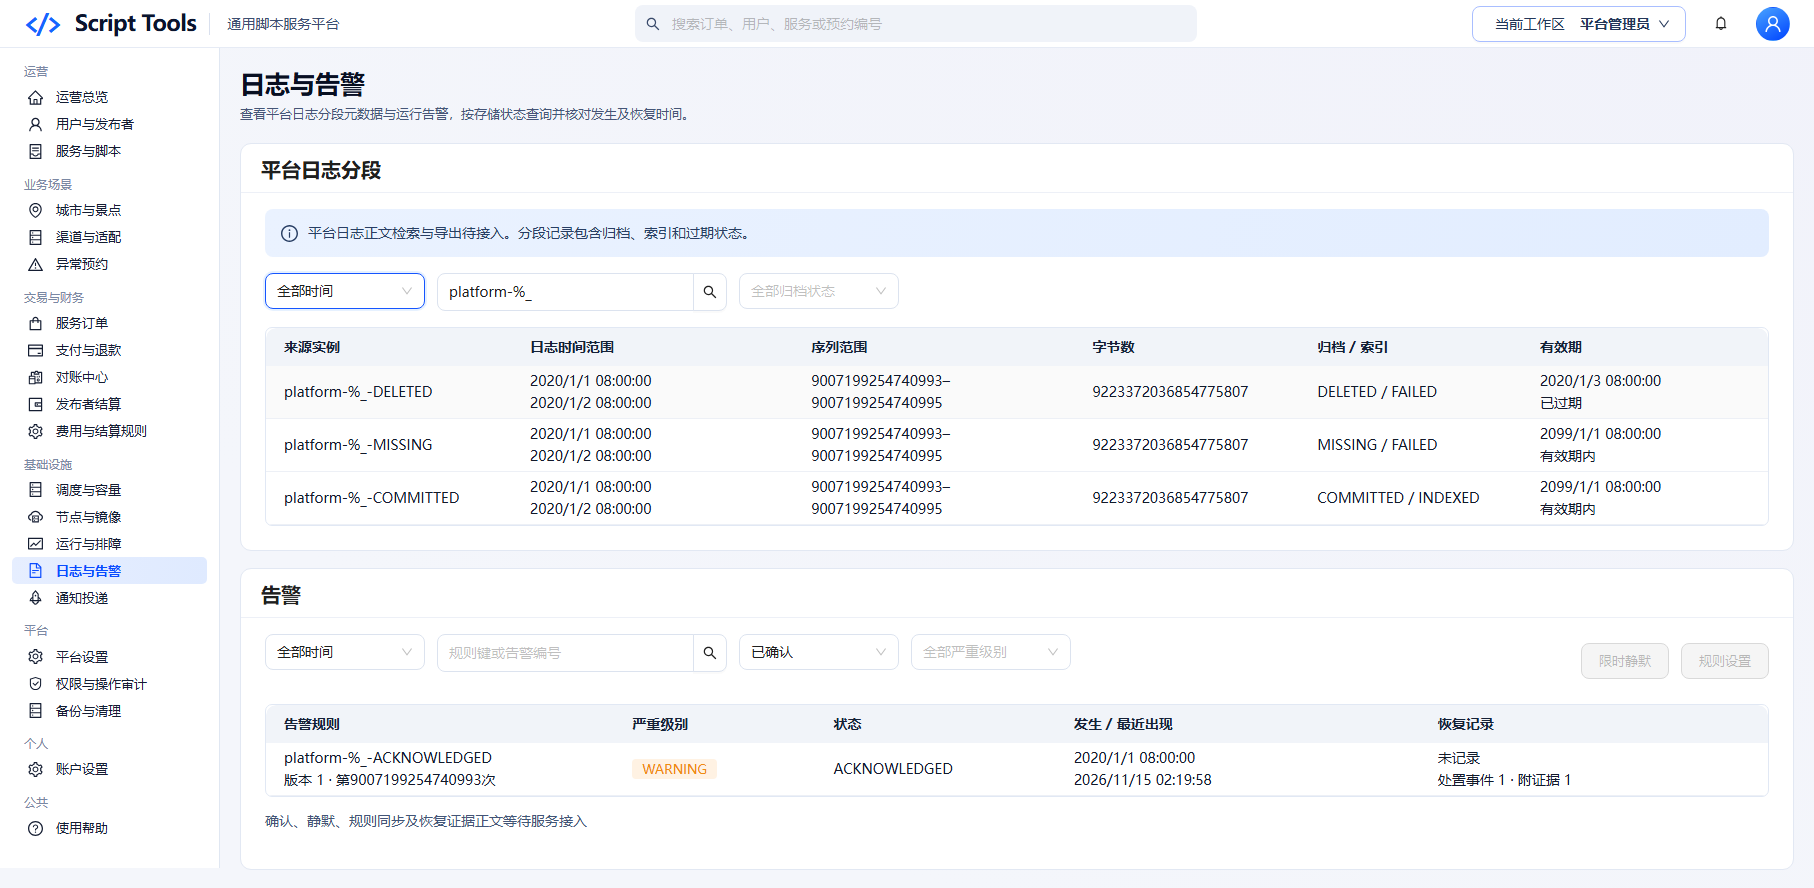 Script Tools
通用脚本服务平台
搜索订单、用户、服务或预约编号
当前工作区 平台管理员
运营
运营总览
用户与发布者
服务与脚本
业务场景
城市与景点
渠道与适配
异常预约
交易与财务
服务订单
支付与退款
对账中心
发布者结算
费用与结算规则
基础设施
调度与容量
节点与镜像
运行与排障
日志与告警
通知投递
平台
平台设置
权限与操作审计
备份与清理
个人
账户设置
公共
使用帮助
日志与告警
查看平台日志分段元数据与运行告警，按存储状态查询并核对发生及恢复时间。
平台日志分段
平台日志正文检索与导出待接入。分段记录包含归档、索引和过期状态。
全部时间 platform-%_ 全部归档状态
来源实例 日志时间范围 序列范围 字节数 归档 / 索引 有效期
platform-%_-DELETED 2020/1/1 08:00:00 2020/1/2 08:00:00 9007199254740993– 9007199254740995 9223372036854775807 DELETED / FAILED 2020/1/3 08:00:00 已过期
platform-%_-MISSING 2020/1/1 08:00:00 2020/1/2 08:00:00 9007199254740993– 9007199254740995 9223372036854775807 MISSING / FAILED 2099/1/1 08:00:00 有效期内
platform-%_-COMMITTED 2020/1/1 08:00:00 2020/1/2 08:00:00 9007199254740993– 9007199254740995 9223372036854775807 COMMITTED / INDEXED 2099/1/1 08:00:00 有效期内
告警
全部时间 规则键或告警编号 已确认 全部严重级别 限时静默 规则设置
告警规则 严重级别 状态 发生 / 最近出现 恢复记录
platform-%_-ACKNOWLEDGED 版本 1 · 第9007199254740993次 WARNING ACKNOWLEDGED 2020/1/1 08:00:00 2026/11/15 02:19:58 未记录 处置事件 1 · 附证据 1
确认、静默、规则同步及恢复证据正文等待服务接入